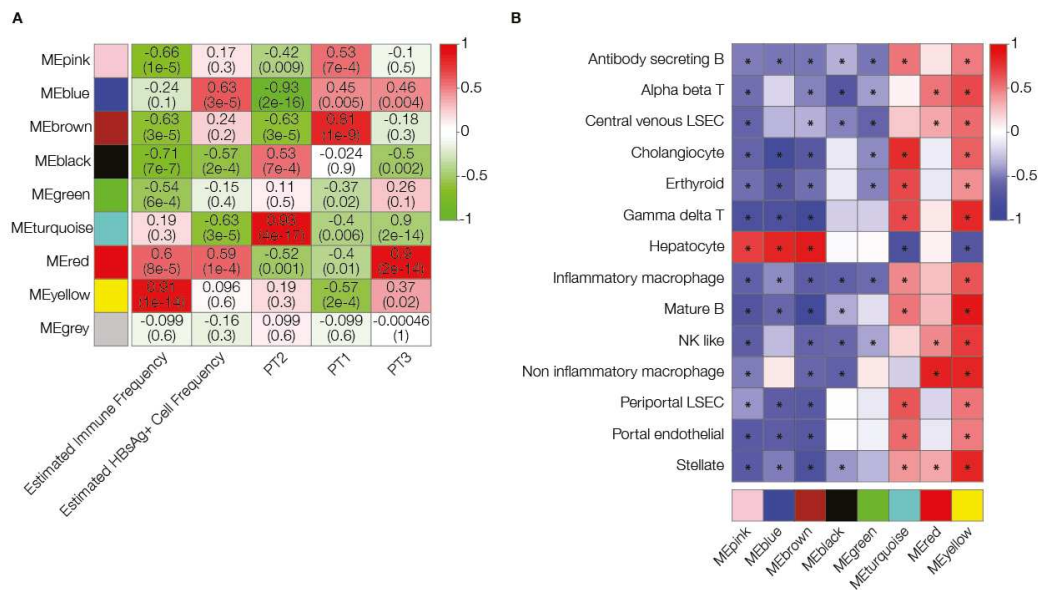 A
MEpink
-0.66 0.17 -0.42 0.53 -0.1
(1e-5) (0.3) (0.009) (7e-4) (0.5)
MEblue
-0.24 0.63 -0.93 0.45 0.46
(0.1) (3e-5) (2e-16) (0.005) (0.004)
MEbrown
-0.63 0.24 -0.63 0.81 -0.18
(3e-5) (0.2) (3e-5) (1e-9) (0.3)
MEblack
-0.71 -0.57 0.53 -0.024 -0.5
(7e-7) (2e-4) (7e-4) (0.9) (0.002)
MEgreen
-0.54 -0.15 0.11 -0.37 0.26
(6e-4) (0.4) (0.5) (0.02) (0.1)
MEturquoise
0.19 -0.63 -0.4 0.9
(0.3) (3e-5) (4e-17) (0.006) (2e-14)
MEred
0.6 0.59 -0.52 -0.4 0.9
(8e-5) (1e-4) (0.001) (0.01) (2e-14)
MEyellow
0.91 0.096 0.19 -0.57 0.37
(1e-14) (0.6) (0.3) (2e-4) (0.02)
MEgrey
-0.099 -0.16 0.099 -0.099 -0.00046
(0.6) (0.3) (0.6) (0.6) (1)
Estimated Immune Frequency
Estimated HBsAg+ Cell Frequency
PT2
PT1
PT3
1
0.5
0
-0.5
-1
B
Antibody secreting B * * * * * * *
Alpha beta T * * * * * *
Central venous LSEC * * * * * *
Cholangiocyte * * * * * *
Erthyroid * * * * * *
Gamma delta T * * * * *
Hepatocyte * * * * *
Inflammatory macrophage * * * * * * *
Mature B * * * * * *
NK like * * * * * *
Non inflammatory macrophage * * * * *
Periportal LSEC * * * * *
Portal endothelial * * * * *
Stellate * * * * * * *
MEpink
MEblue
MEbrown
MEblack
MEgreen
MEturquoise
MEred
MEyellow
1
0.5
0
-0.5
-1